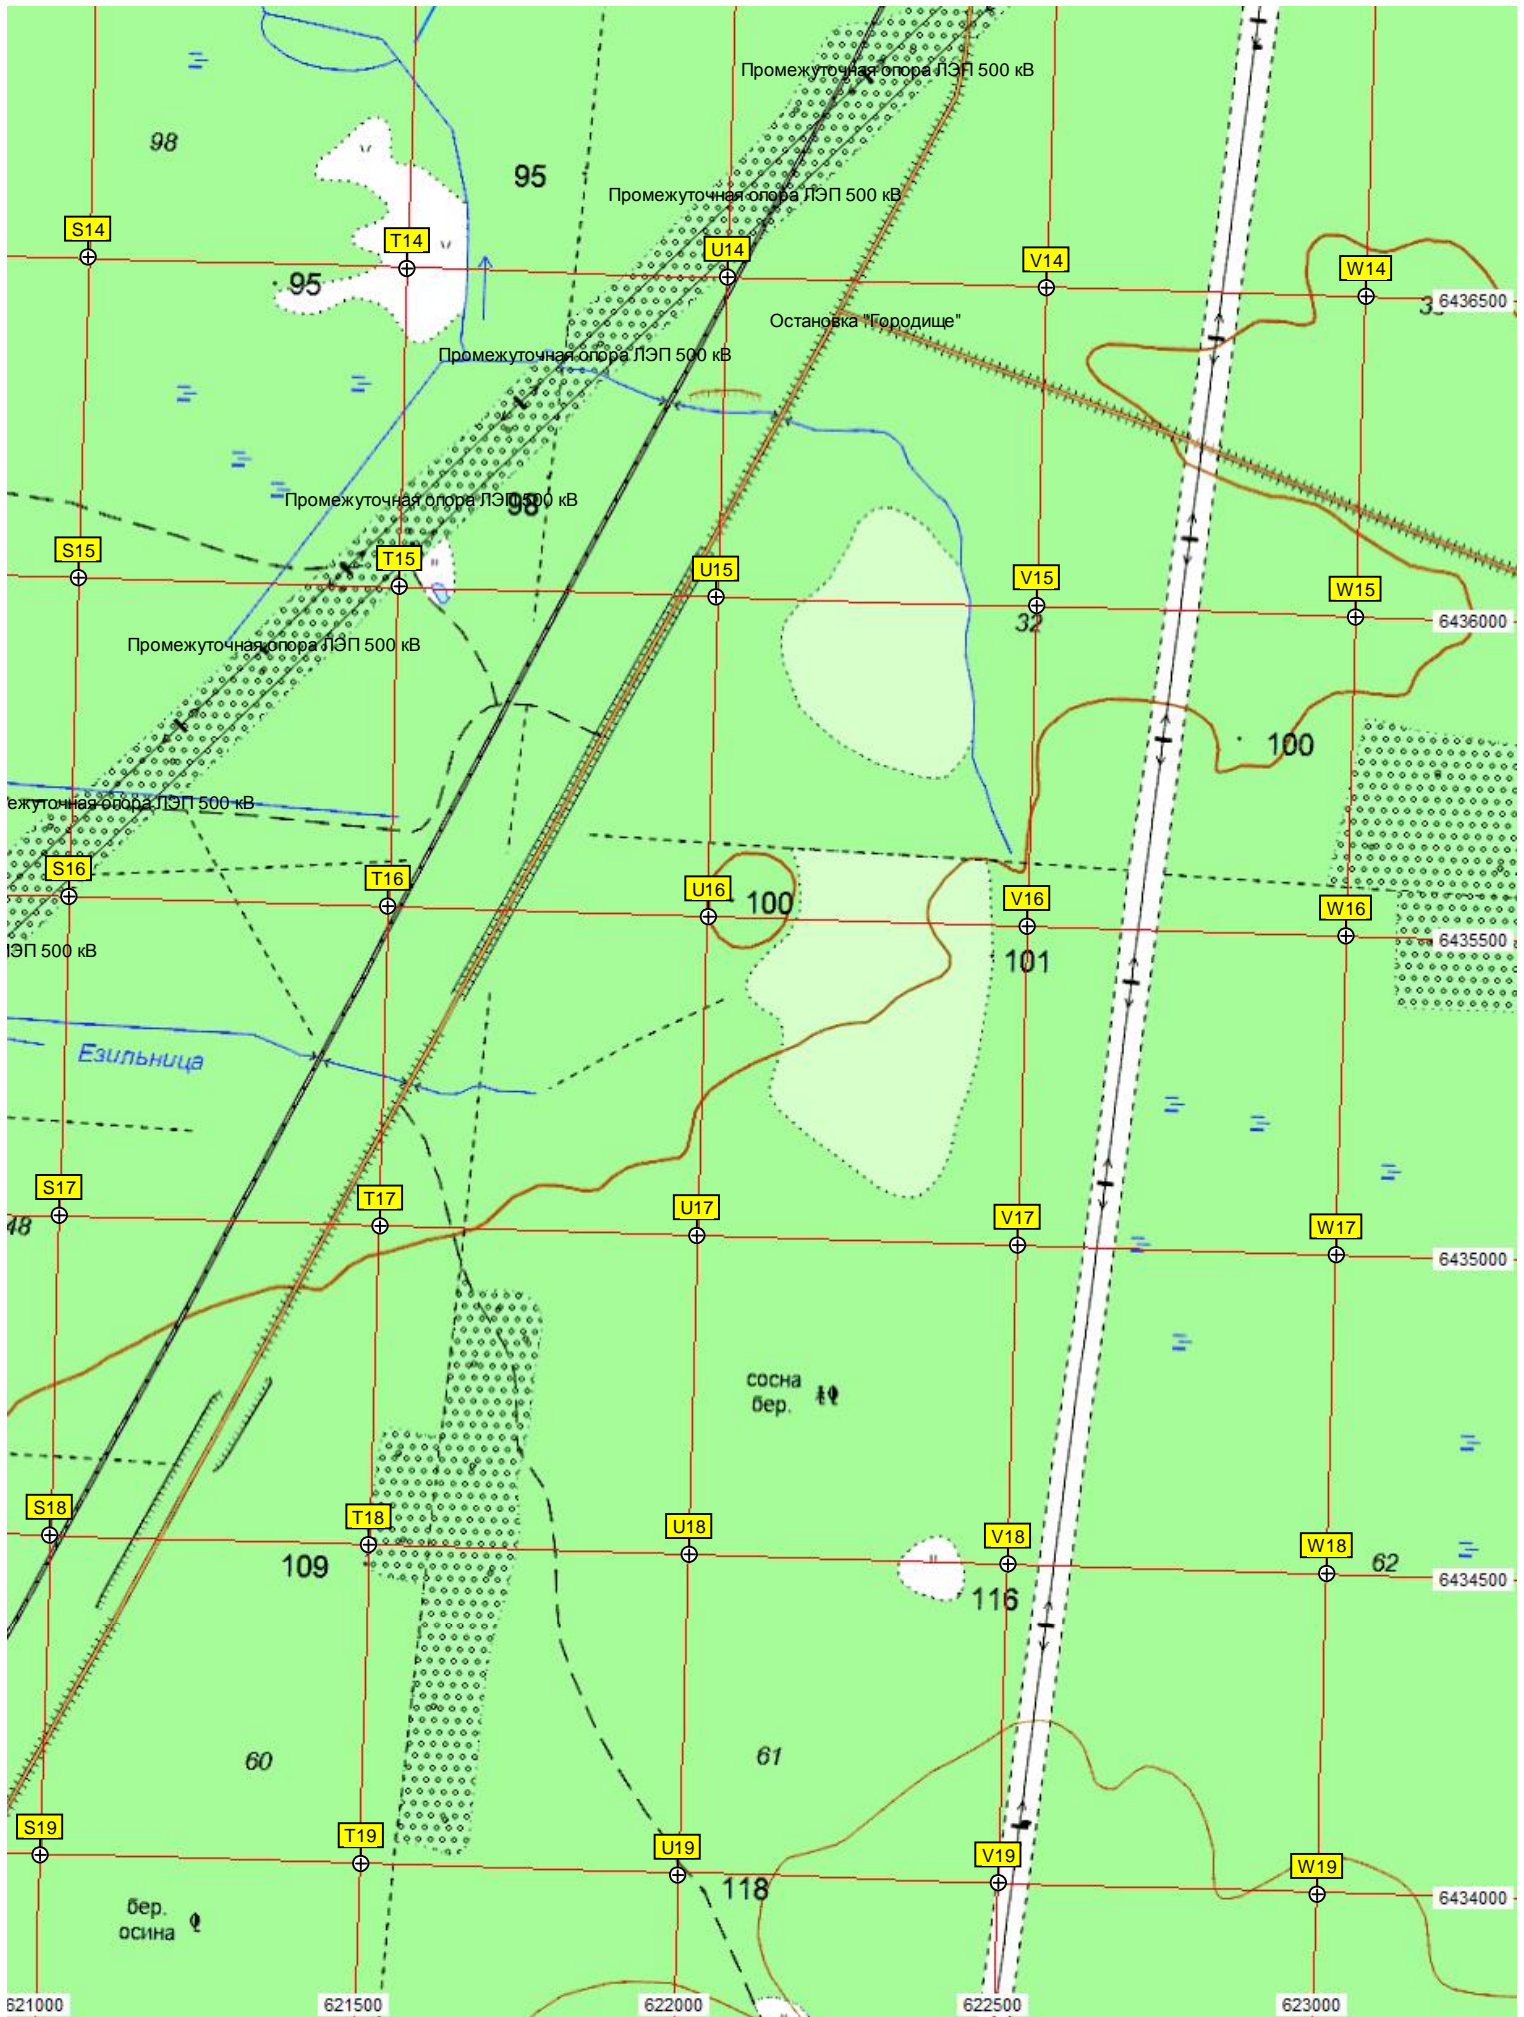 Промежуточная опора ЛЭП 500 кВ
98
95
Промежуточная опора ЛЭП 500 кВ
S14
T14
U14
V14
W14
95
6436500
Остановка "Городище"
Промежуточная опора ЛЭП 500 кВ
Промежуточная опора ЛЭП 500 кВ
98
S15
T15
U15
V15
W15
32
6436000
Промежуточная опора ЛЭП 500 кВ
100
ежуточная опора ЛЭП 500 кВ
S16
T16
U16
V16
W16
100
6435500
ЛЭП 500 кВ
101
Езильница
S17
T17
U17
V17
W17
48
6435000
сосна
бер.
S18
T18
U18
V18
W18
109
62
6434500
116
60
61
S19
T19
U19
V19
W19
118
6434000
бер.
осина
621000
621500
622000
622500
623000